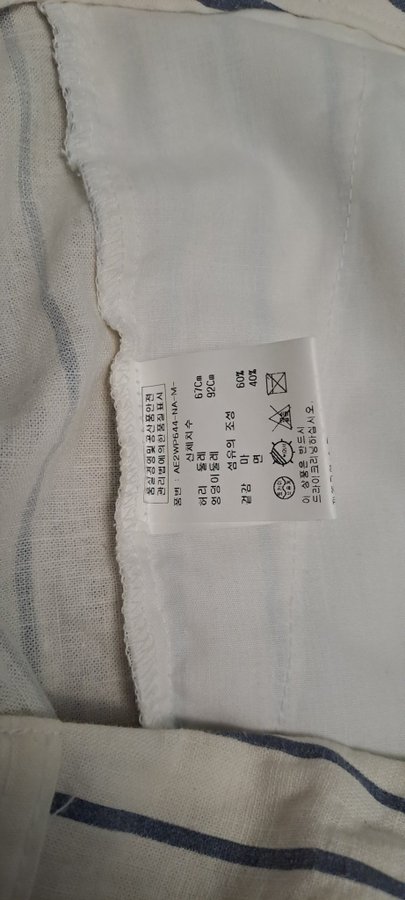 품질경영및공산품안전
관리법에의한품질표시
품번 : AE2WP644-NA-M-
신체치수
허리 둘레 67Cm
엉덩이둘레 92Cm
섬유의 조성
겉감 마 60%
면 40%
이 상품은 반드시
드라이크리닝하십시오.